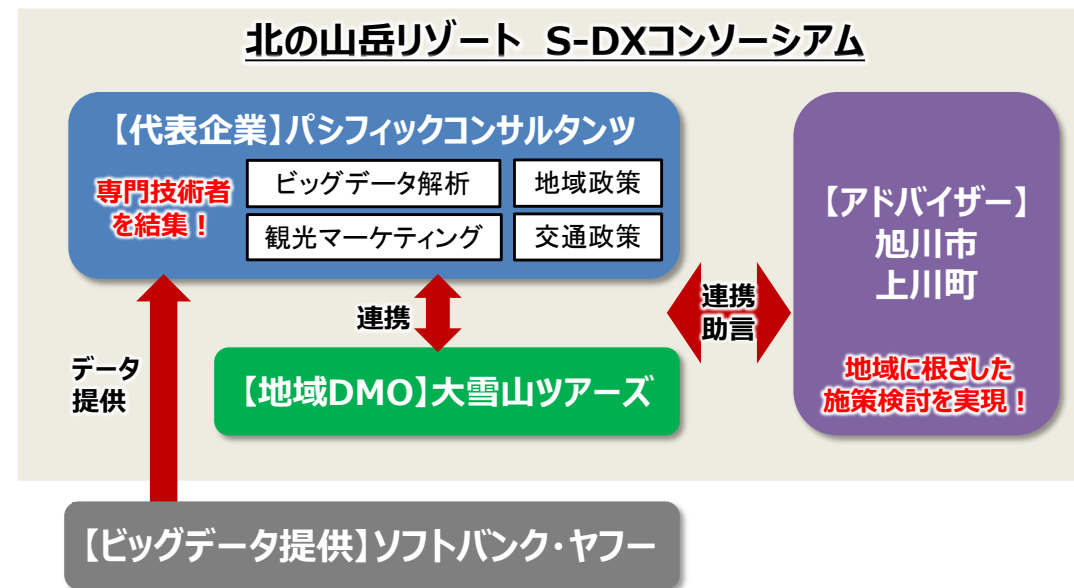 北の山岳リゾート S-DXコンソーシアム
【代表企業】パシフィックコンサルタンツ
専門技術者
を結集！
ビッグデータ解析
地域政策
観光マーケティング
交通政策
【アドバイザー】
旭川市
上川町
地域に根ざした
施策検討を実現！
連携
連携
助言
データ
提供
【地域DMO】大雪山ツアーズ
【ビッグデータ提供】ソフトバンク・ヤフー